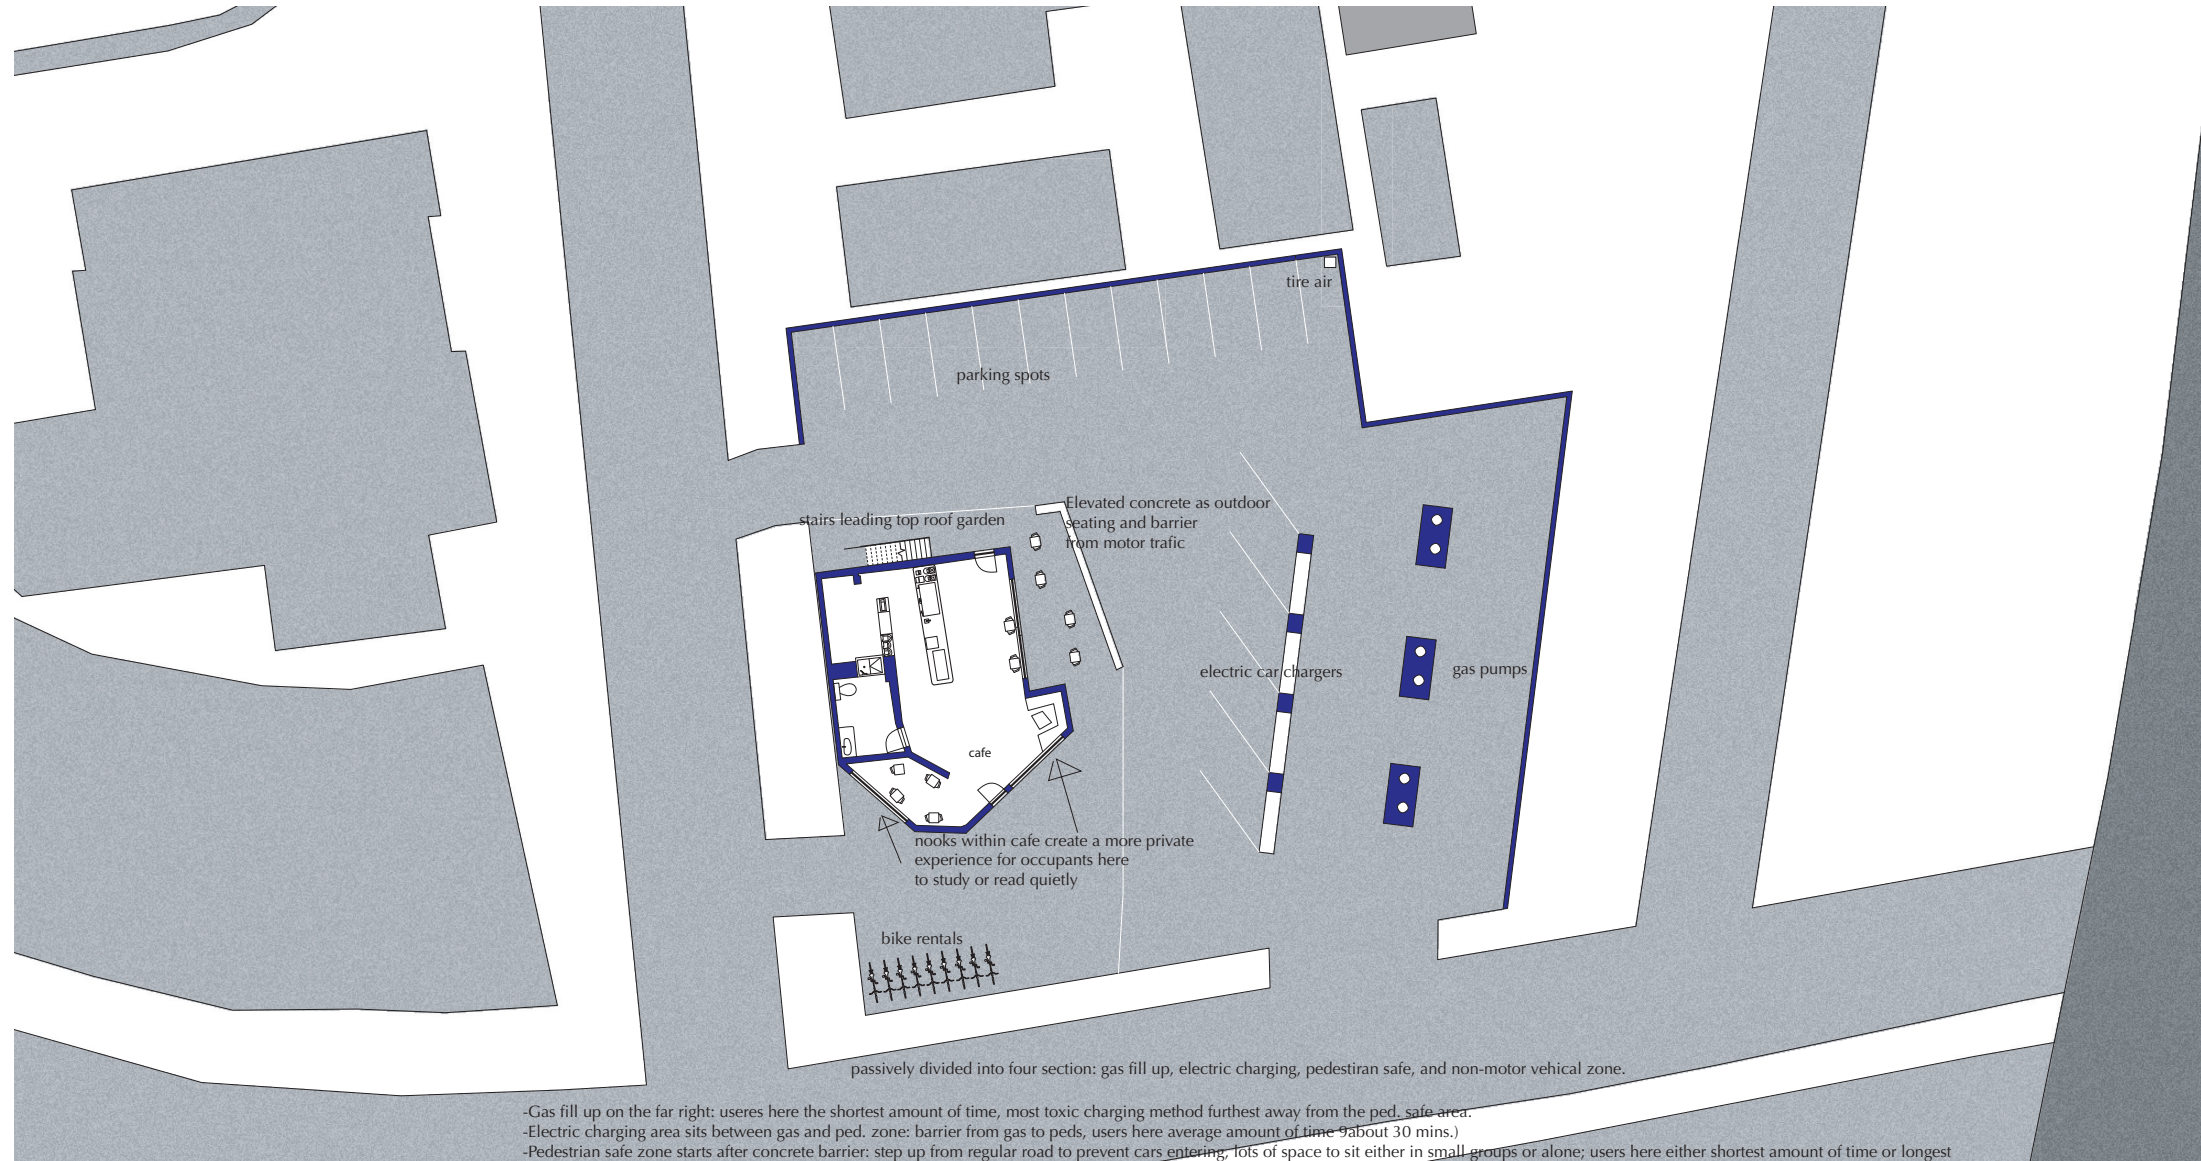 tire air
parking spots
Elevated concrete as outdoor
seating and barrier
from motor trafic
stairs leading top roof garden
electric car chargers
gas pumps
cafe
nooks within cafe create a more private
experience for occupants here
to study or read quietly
bike rentals
passively divided into four section: gas fill up, electric charging, pedestiran safe, and non-motor vehical zone.
-Gas fill up on the far right: useres here the shortest amount of time, most toxic charging method furthest away from the ped. safe area.
-Electric charging area sits between gas and ped. zone: barrier from gas to peds, users here average amount of time 9about 30 mins.)
-Pedestrian safe zone starts after concrete barrier: step up from regular road to prevent cars entering, lots of space to sit either in small groups or alone; users here either shortest amount of time or longest